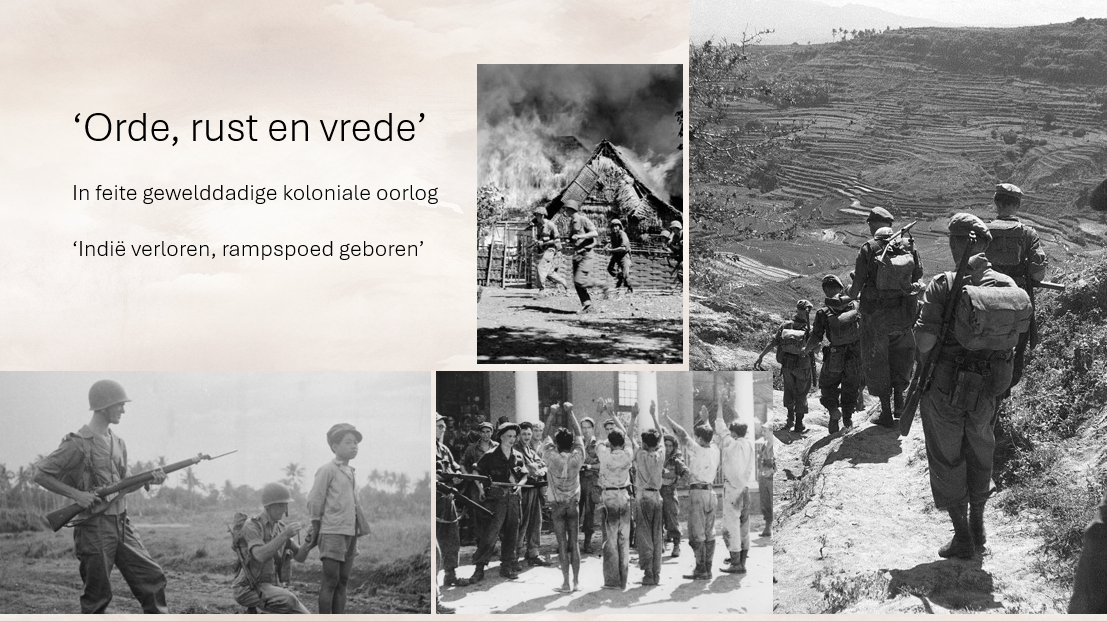 ‘Orde, rust en vrede’
In feite gewelddadige koloniale oorlog
‘Indië verloren, rampspoed geboren’